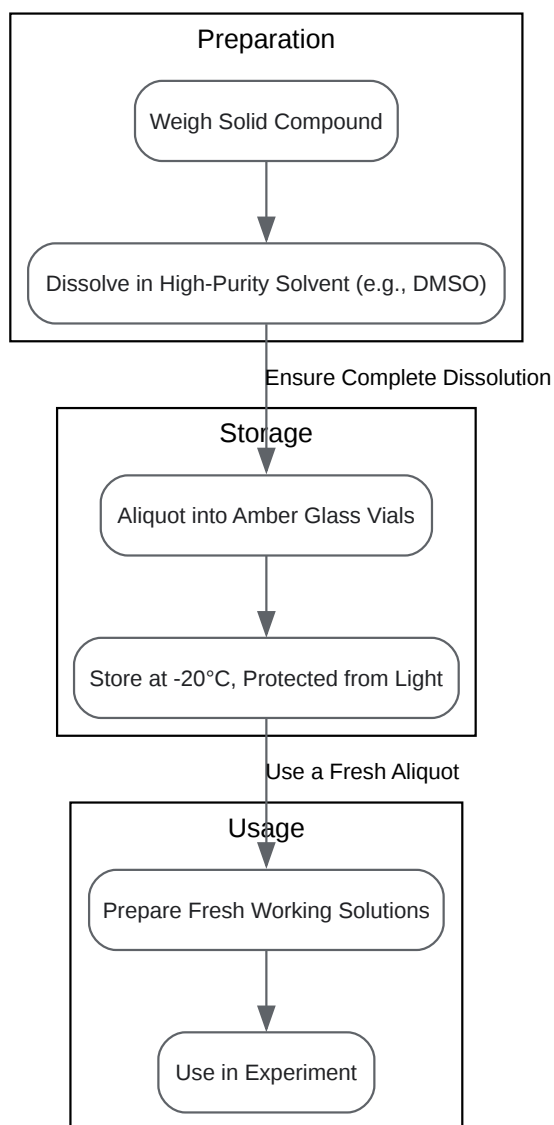 Preparation
Weigh Solid Compound
Dissolve in High-Purity Solvent (e.g., DMSO)
Ensure Complete Dissolution
Storage
Aliquot into Amber Glass Vials
Store at -20°C, Protected from Light
Use a Fresh Aliquot
Usage
Prepare Fresh Working Solutions
Use in Experiment